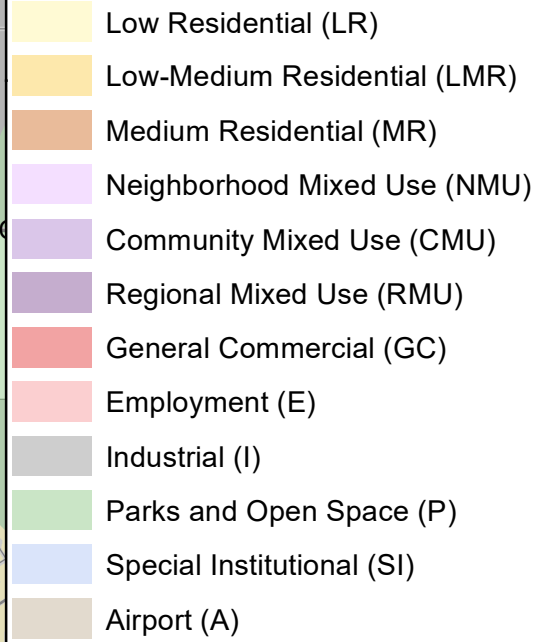 Low Residential (LR)
Low-Medium Residential (LMR)
Medium Residential (MR)
Neighborhood Mixed Use (NMU)
Community Mixed Use (CMU)
Regional Mixed Use (RMU)
General Commercial (GC)
Employment (E)
Industrial (I)
Parks and Open Space (P)
Special Institutional (SI)
Airport (A)